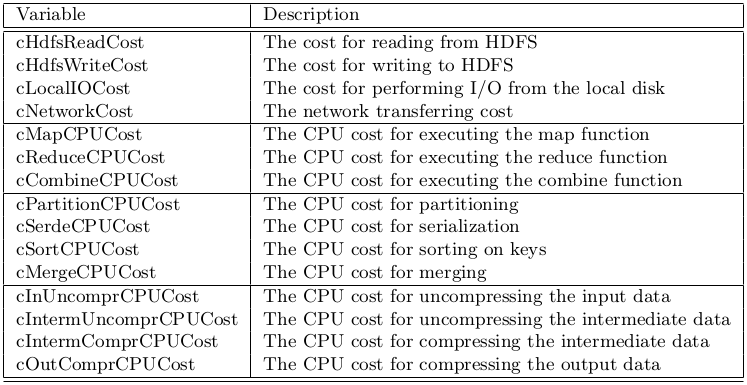 Variable Description
cHdfsReadCost The cost for reading from HDFS
cHdfsWriteCost The cost for writing to HDFS
cLocalIOCost The cost for performing I/O from the local disk
cNetworkCost The network transferring cost
cMapCPUCost The CPU cost for executing the map function
cReduceCPUCost The CPU cost for executing the reduce function
cCombineCPUCost The CPU cost for executing the combine function
cPartitionCPUCost The CPU cost for partitioning
cSerdeCPUCost The CPU cost for serialization
cSortCPUCost The CPU cost for sorting on keys
cMergeCPUCost The CPU cost for merging
cInUncomprCPUCost The CPU cost for uncompressing the input data
cIntermUncomprCPUCost The CPU cost for uncompressing the intermediate data
cIntermComprCPUCost The CPU cost for compressing the intermediate data
cOutComprCPUCost The CPU cost for compressing the output data